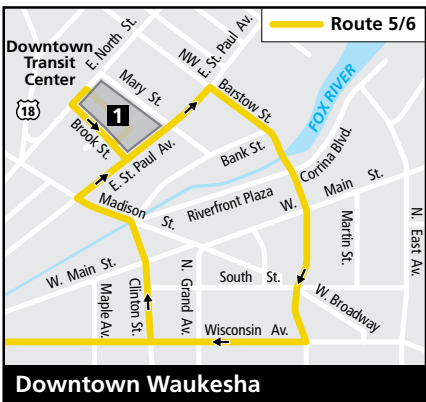 Route 5/6
E. North St.
NW
E. St. Paul Av.
Downtown
Transit
Center
Mary St.
18
1
Barstow St.
FOX RIVER
Brook St.
Bank St.
Corrina Blvd.
E. St. Paul Av.
Madison St.
Riverfront Plaza
W. Main St.
Martin St.
N. East Av.
W. Main St.
South St.
Maple Av.
Clinton St.
N. Grand Av.
W. Broadway
Wisconsin Av.
Downtown Waukesha